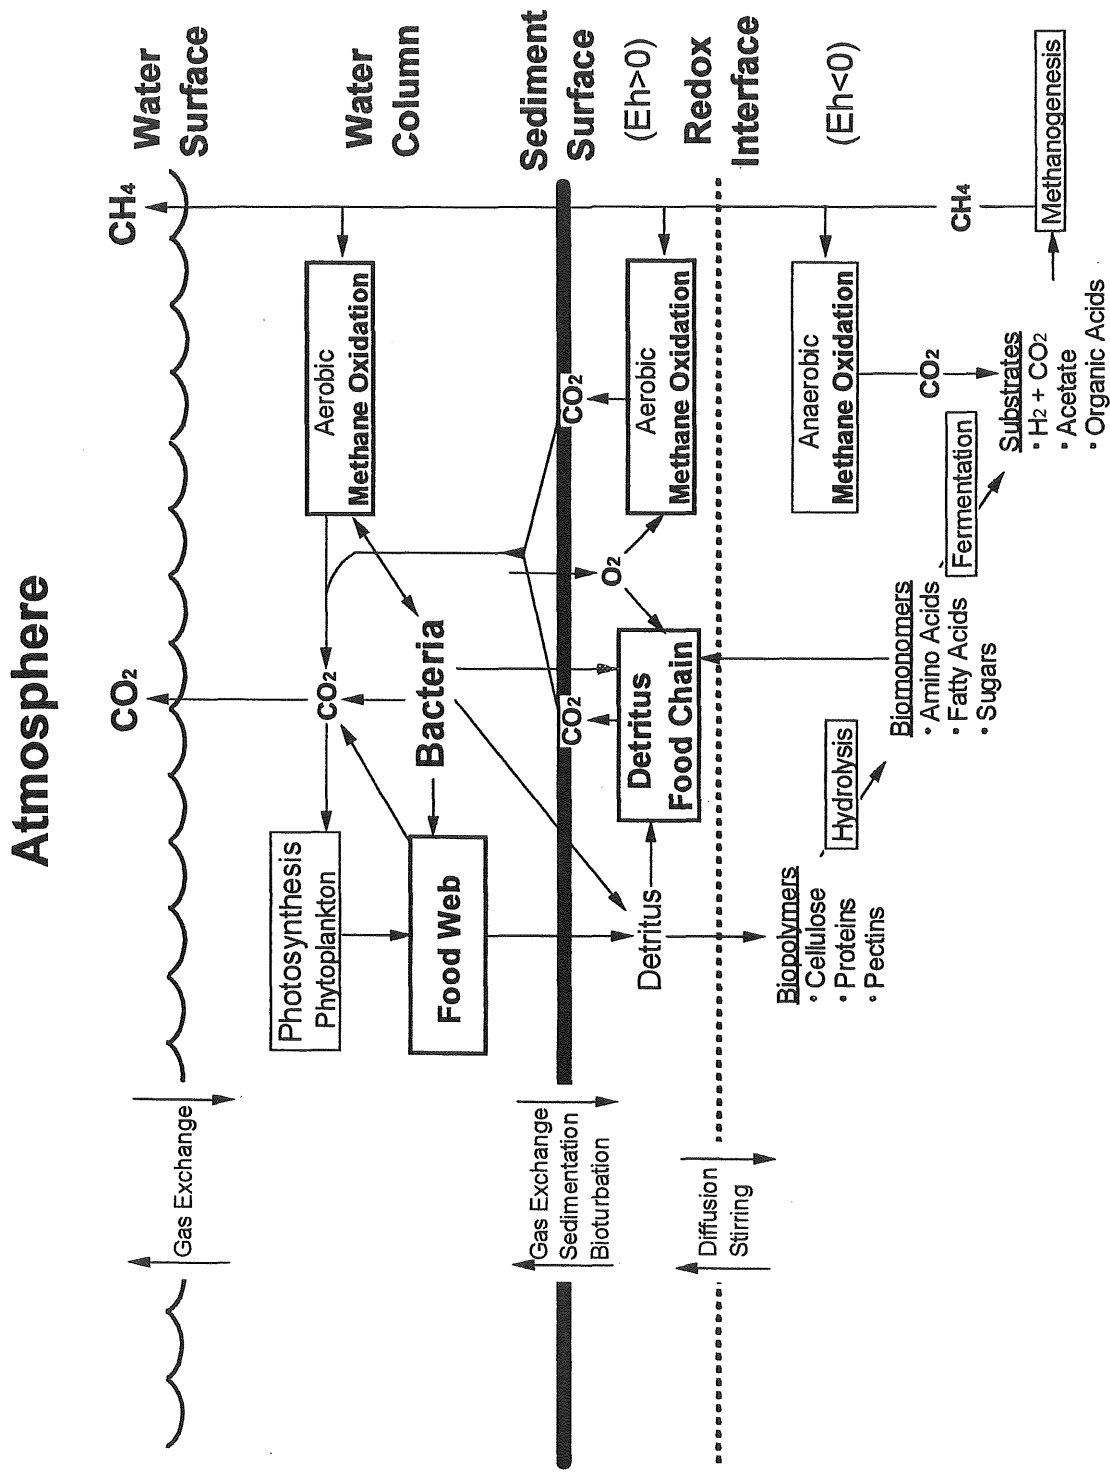 Atmosphere
CO₂
CH₄
Water
Surface
Gas Exchange
Photosynthesis
Phytoplankton
CO₂
Aerobic
Methane Oxidation
Water
Column
Food Web
Bacteria
Gas Exchange
Sedimentation
Bioturbation
CO₂
CO₂
Sediment
Surface
Detritus
Detritus
Food Chain
O₂
Aerobic
Methane Oxidation
(Eh>0)
Diffusion
Stirring
Redox
Interface
Biopolymers
• Cellulose
• Proteins
• Pectins
Hydrolysis
Biomonomers
• Amino Acids
• Fatty Acids
• Sugars
Fermentation
Anaerobic
Methane Oxidation
(Eh<0)
CO₂
CH₄
Substrates
• H₂ + CO₂
• Acetate
• Organic Acids
Methanogenesis